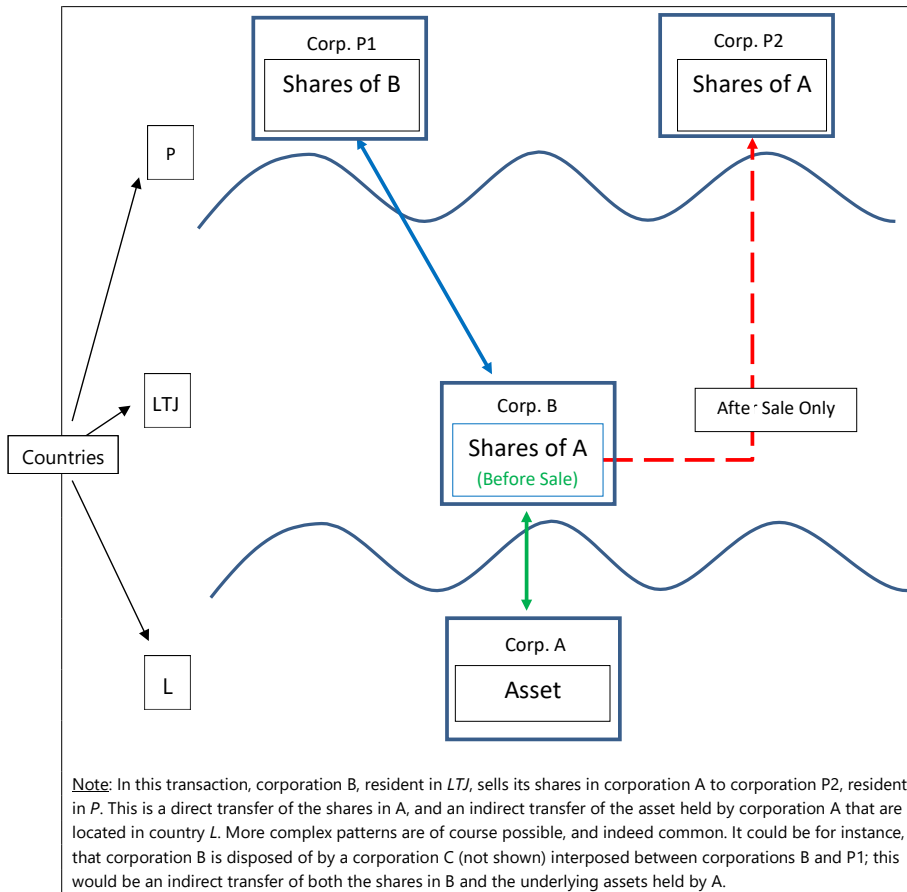 Corp. P1
Shares of B
Corp. P2
Shares of A
P
LTJ
Countries
L
Corp. B
Shares of A
(Before Sale)
After Sale Only
Corp. A
Asset
Note: In this transaction, corporation B, resident in LTJ, sells its shares in corporation A to corporation P2, resident
in P. This is a direct transfer of the shares in A, and an indirect transfer of the asset held by corporation A that are
located in country L. More complex patterns are of course possible, and indeed common. It could be for instance,
that corporation B is disposed of by a corporation C (not shown) interposed between corporations B and P1; this
would be an indirect transfer of both the shares in B and the underlying assets held by A.